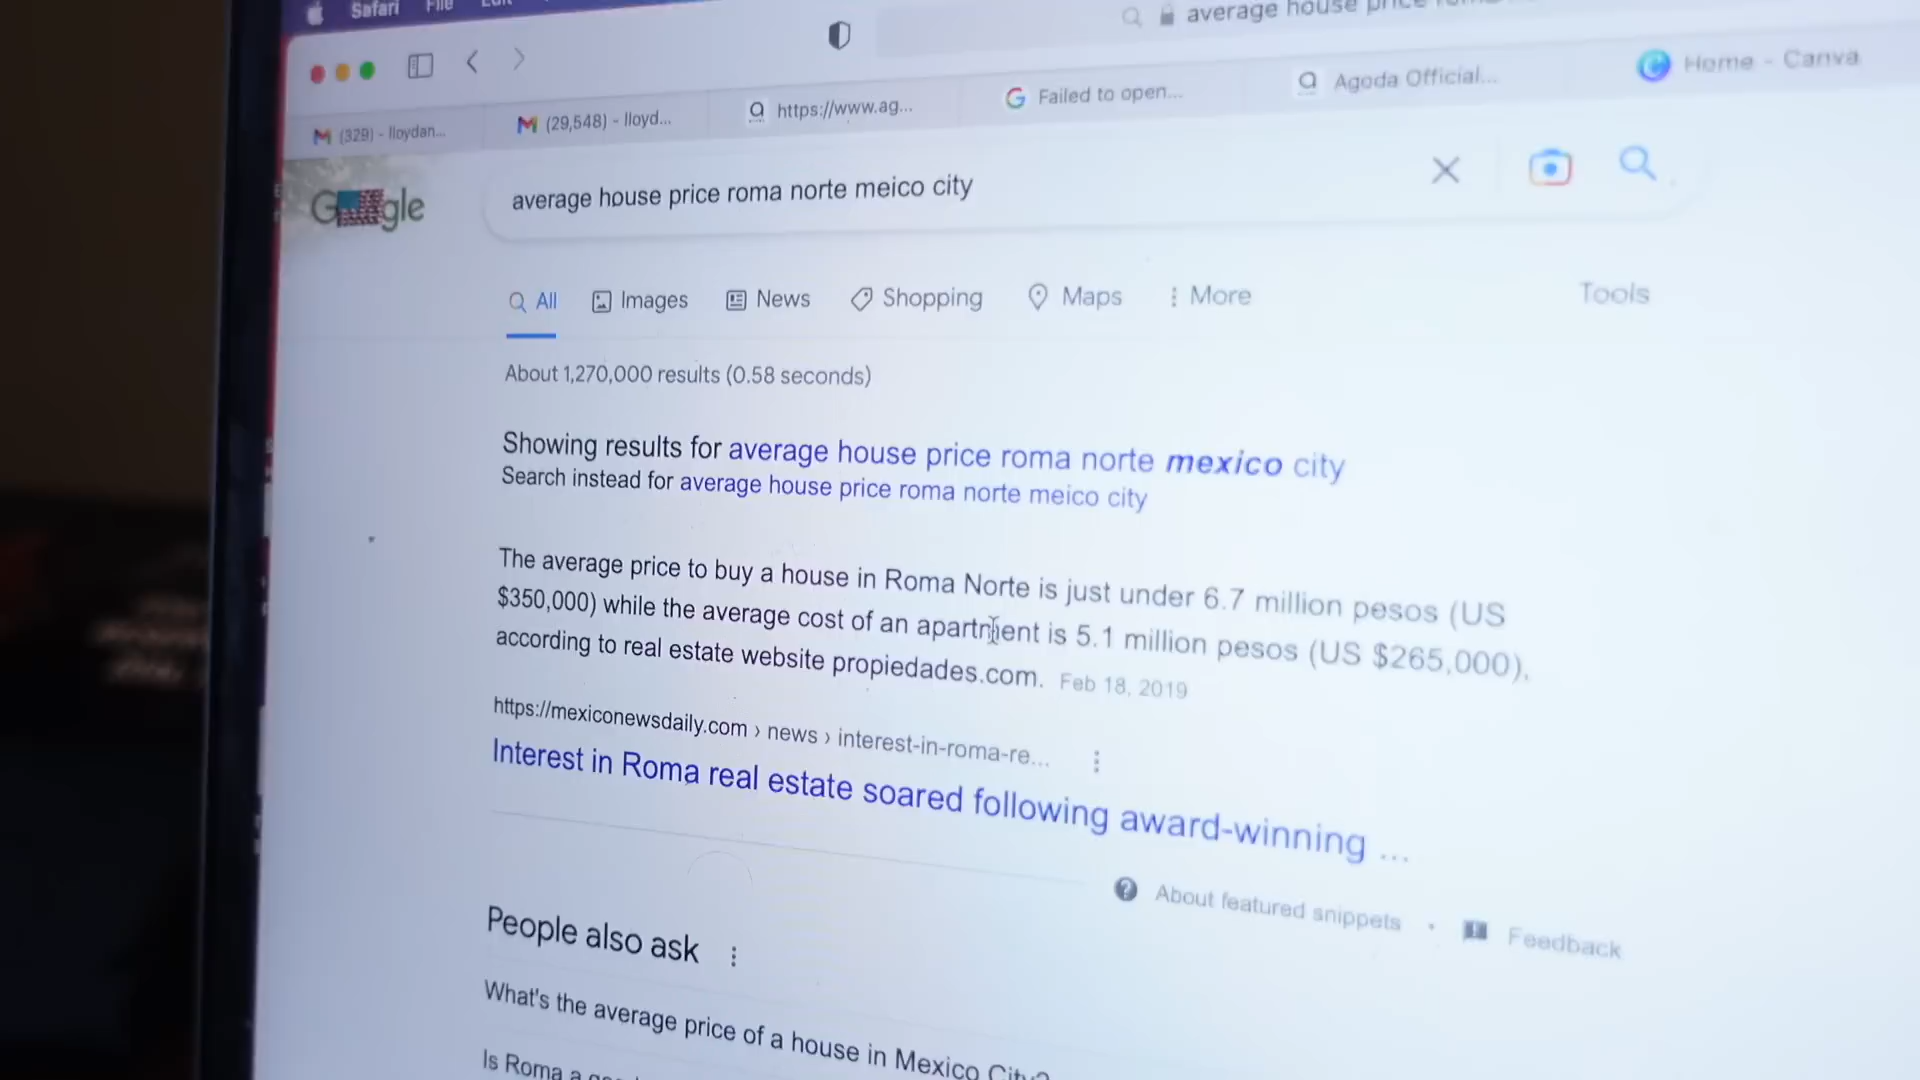 Safari File Edit
average house price
(329) - lloydan...
(29,548) - lloyd...
https://www.ag...
Failed to open...
Agoda Official...
Home - Canva
Google
average house price roma norte meico city
All Images News Shopping Maps More Tools
About 1,270,000 results (0.58 seconds)
Showing results for average house price roma norte mexico city
Search instead for average house price roma norte meico city
The average price to buy a house in Roma Norte is just under 6.7 million pesos (US
$350,000) while the average cost of an apartment is 5.1 million pesos (US $265,000),
according to real estate website propiedades.com. Feb 18, 2019
https://mexiconewsdaily.com › news › interest-in-roma-re...
Interest in Roma real estate soared following award-winning ...
About featured snippets • Feedback
People also ask
What's the average price of a house in Mexico City?
Is Roma a